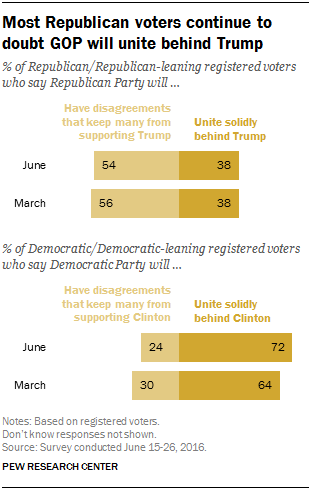 Most Republican voters continue to
doubt GOP will unite behind Trump
% of Republican/Republican-leaning registered voters
who say Republican Party will ...
Have disagreements
that keep many from
supporting Trump
Unite solidly
behind Trump
June 54 38
March 56 38
% of Democratic/Democratic-leaning registered voters
who say Democratic Party will ...
Have disagreements
that keep many from
supporting Clinton
Unite solidly
behind Clinton
June 24 72
March 30 64
Notes: Based on registered voters.
Don't know responses not shown.
Source: Survey conducted June 15-26, 2016.
PEW RESEARCH CENTER